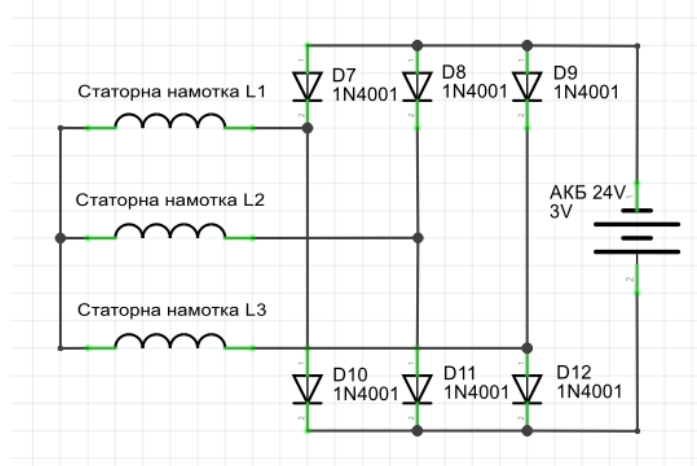 D7
1N4001
D8
1N4001
D9
1N4001
Статорна намотка L1
Статорна намотка L2
АКБ 24V
3V
Статорна намотка L3
D10
1N4001
D11
1N4001
D12
1N4001